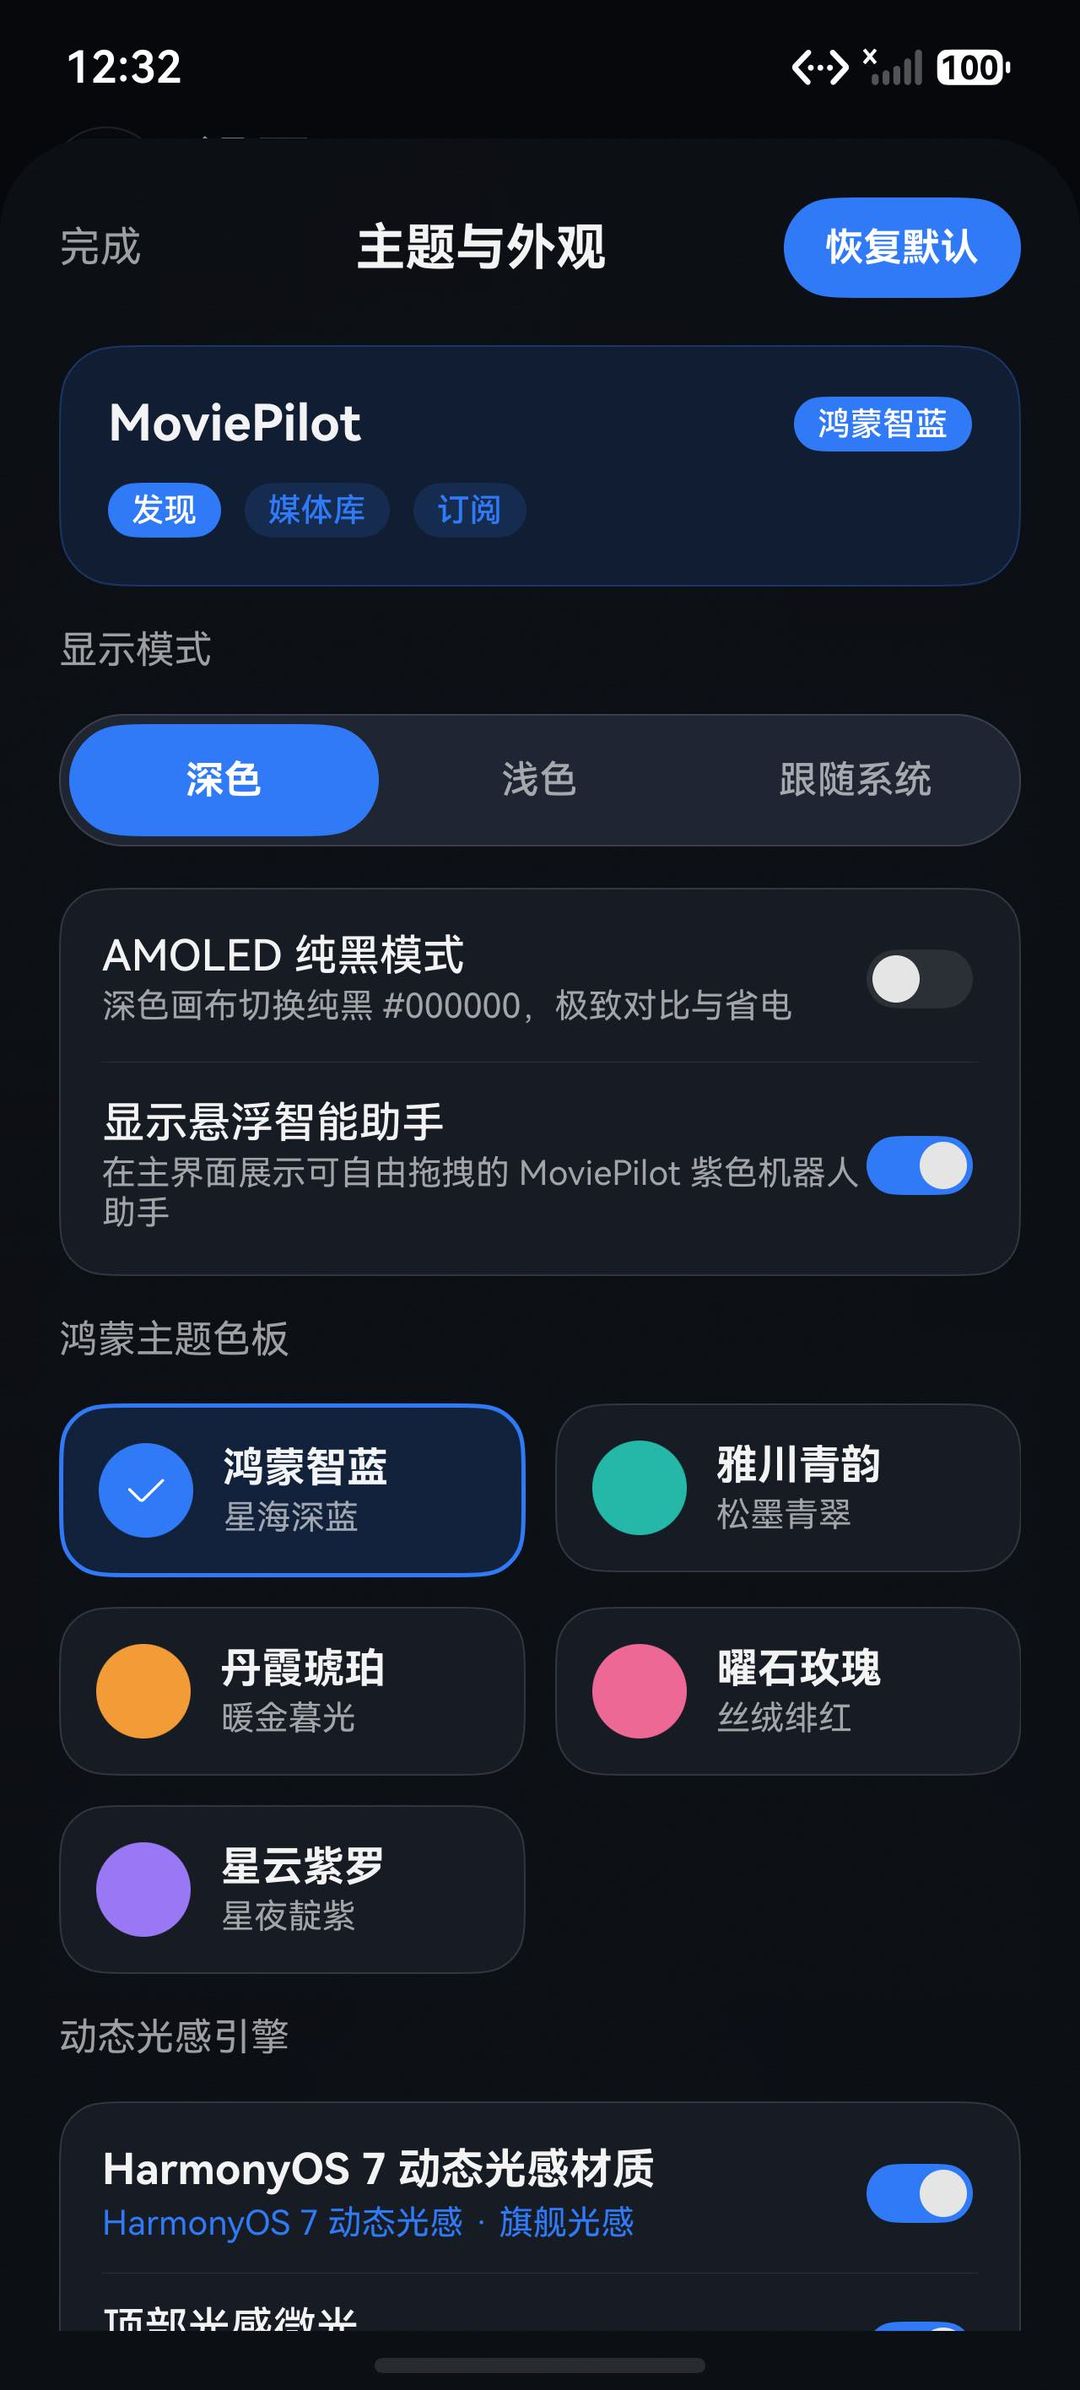 12:32
100
完成
主题与外观
恢复默认
MoviePilot
鸿蒙智蓝
发现
媒体库
订阅
显示模式
深色
浅色
跟随系统
AMOLED 纯黑模式
深色画布切换纯黑 #000000，极致对比与省电
显示悬浮智能助手
在主界面展示可自由拖拽的 MoviePilot 紫色机器人
助手
鸿蒙主题色板
鸿蒙智蓝
星海深蓝
雅川青韵
松墨青翠
丹霞琥珀
暖金暮光
曜石玫瑰
丝绒绯红
星云紫罗
星夜靛紫
动态光感引擎
HarmonyOS 7 动态光感材质
HarmonyOS 7 动态光感 · 旗舰光感
顶部光感微光